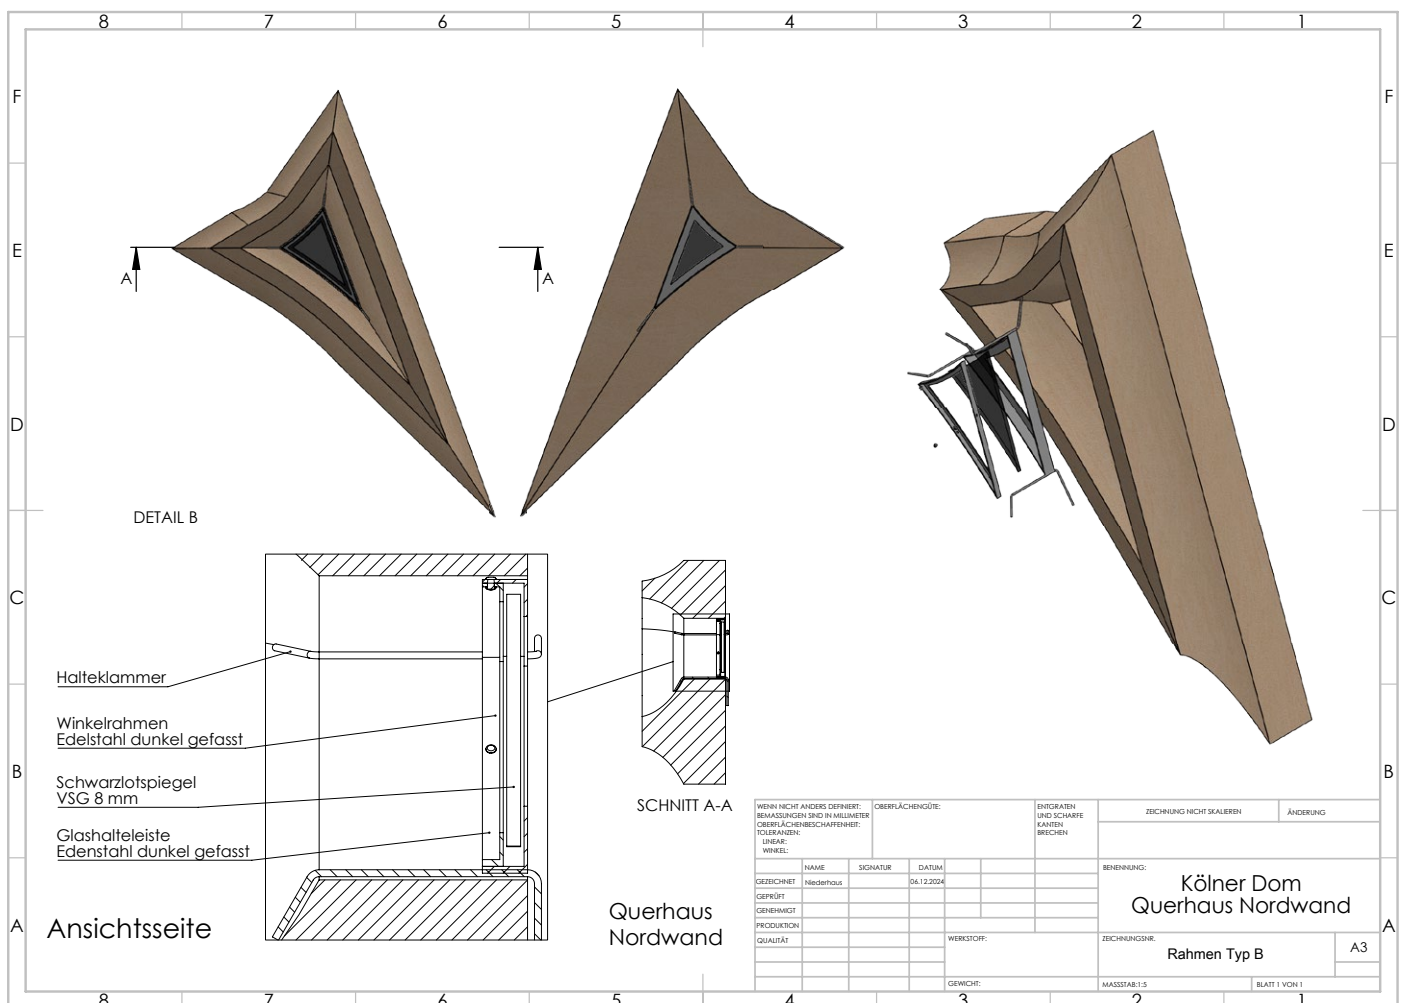 8 7 6 5 4 3 2 1
F F
E E
D D
C C
B B
A A
A A
DETAIL B
Halteklammer
Winkelrahmen
Edelstahl dunkel gefasst
Schwarzlotspiegel
VSG 8 mm
Glashalteleiste
Edenstahl dunkel gefasst
Ansichtsseite
SCHNITT A-A
Querhaus
Nordwand
WENN NICHT ANDERS DEFINIERT:
BEMASSUNGEN SIND IN MILLIMETER
OBERFLÄCHENBESCHAFFENHEIT:
TOLERANZEN:
LINEAR:
WINKEL:
OBERFLÄCHENGÜTE:
ENTGRATEN
UND SCHARFE
KANTEN
BRECHEN
ZEICHNUNG NICHT SKALIEREN
ÄNDERUNG
NAME SIGNATUR DATUM
GEZEICHNET Niederhaus 06.12.2024
GEPRÜFT
GENEHMIGT
PRODUKTION
QUALITÄT
WERKSTOFF:
GEWICHT:
BENENNUNG:
Kölner Dom
Querhaus Nordwand
ZEICHNUNGSNR.
Rahmen Typ B
A3
MASSSTAB:1:5
BLATT 1 VON 1
8 7 6 5 4 3 2 1